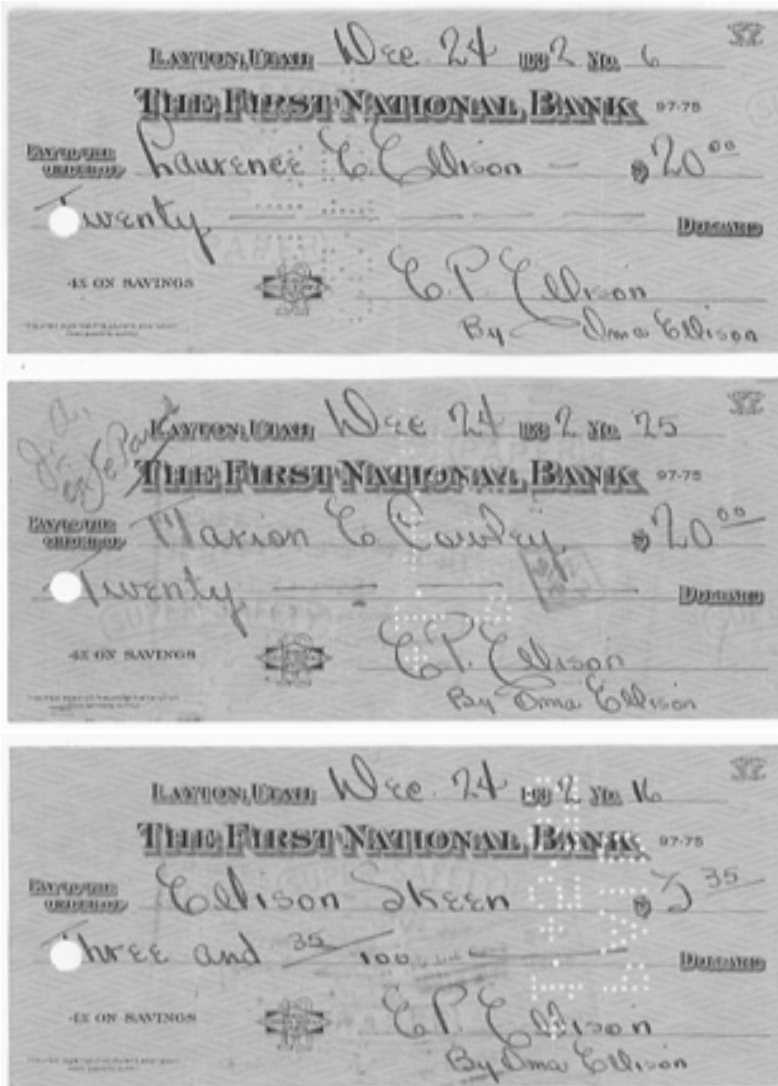 LAYTON, UTAH Dec. 24 1932 No. 6
THE FIRST NATIONAL BANK 97-75
PAY TO THE ORDER OF Laurence E. Ellison — $ 20 00
Twenty DOLLARS
4% ON SAVINGS
E. P. Ellison
By Oma Ellison
LAYTON, UTAH Dec 24 1932 No. 25
THE FIRST NATIONAL BANK 97-75
PAY TO THE ORDER OF Marion E Cowley $ 20 00
Twenty DOLLARS
SUPER SAFETY
4% ON SAVINGS
E. P. Ellison
By Oma Ellison
LAYTON, UTAH Dec. 24 1932 No. 16
THE FIRST NATIONAL BANK 97-75
SUPER SAFETY
PAY TO THE ORDER OF Ellison Skeen $ 3 35
Three and 35/100 DOLLARS
4% ON SAVINGS
E. P. Ellison
By Oma Ellison